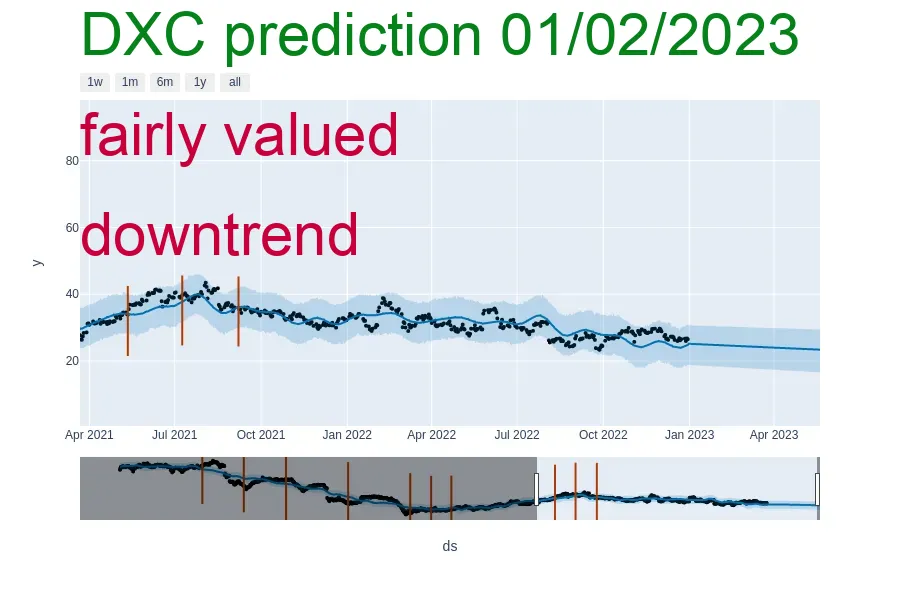 DXC prediction 01/02/2023
1w 1m 6m 1y all
fairly valued
80
downtrend
60
y
40
20
Apr 2021 Jul 2021 Oct 2021 Jan 2022 Apr 2022 Jul 2022 Oct 2022 Jan 2023 Apr 2023
ds